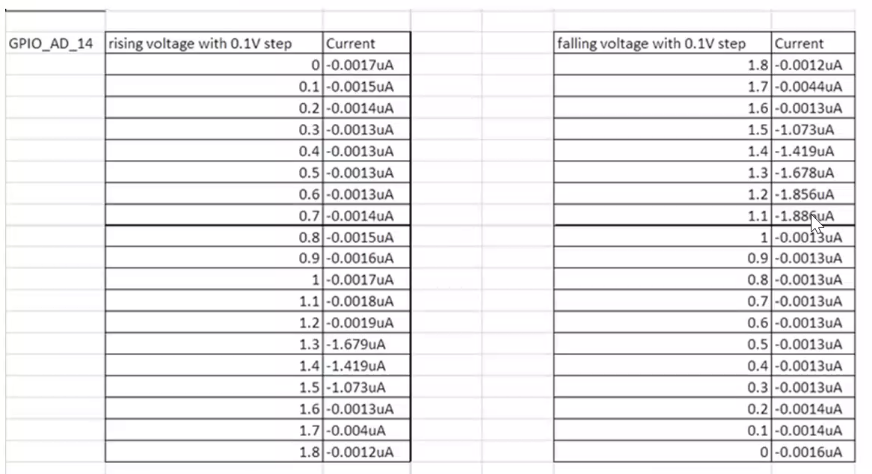 GPIO_AD_14 rising voltage with 0.1V step Current falling voltage with 0.1V step Current
0 -0.0017uA 1.8 -0.0012uA
0.1 -0.0015uA 1.7 -0.0044uA
0.2 -0.0014uA 1.6 -0.0013uA
0.3 -0.0013uA 1.5 -1.073uA
0.4 -0.0013uA 1.4 -1.419uA
0.5 -0.0013uA 1.3 -1.678uA
0.6 -0.0013uA 1.2 -1.856uA
0.7 -0.0014uA 1.1 -1.886uA
0.8 -0.0015uA 1 -0.0013uA
0.9 -0.0016uA 0.9 -0.0013uA
1 -0.0017uA 0.8 -0.0013uA
1.1 -0.0018uA 0.7 -0.0013uA
1.2 -0.0019uA 0.6 -0.0013uA
1.3 -1.679uA 0.5 -0.0013uA
1.4 -1.419uA 0.4 -0.0013uA
1.5 -1.073uA 0.3 -0.0013uA
1.6 -0.0013uA 0.2 -0.0014uA
1.7 -0.004uA 0.1 -0.0014uA
1.8 -0.0012uA 0 -0.0016uA